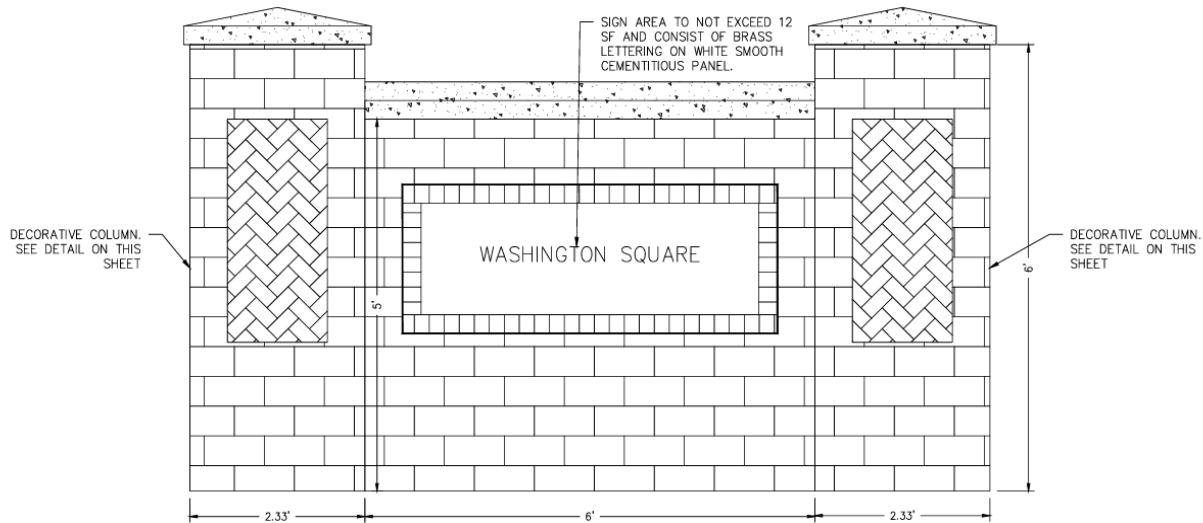 SIGN AREA TO NOT EXCEED 12
SF AND CONSIST OF BRASS
LETTERING ON WHITE SMOOTH
CEMENTITIOUS PANEL.
DECORATIVE COLUMN.
SEE DETAIL ON THIS
SHEET
WASHINGTON SQUARE
DECORATIVE COLUMN.
SEE DETAIL ON THIS
SHEET
5'
6'
2.33'
6'
2.33'